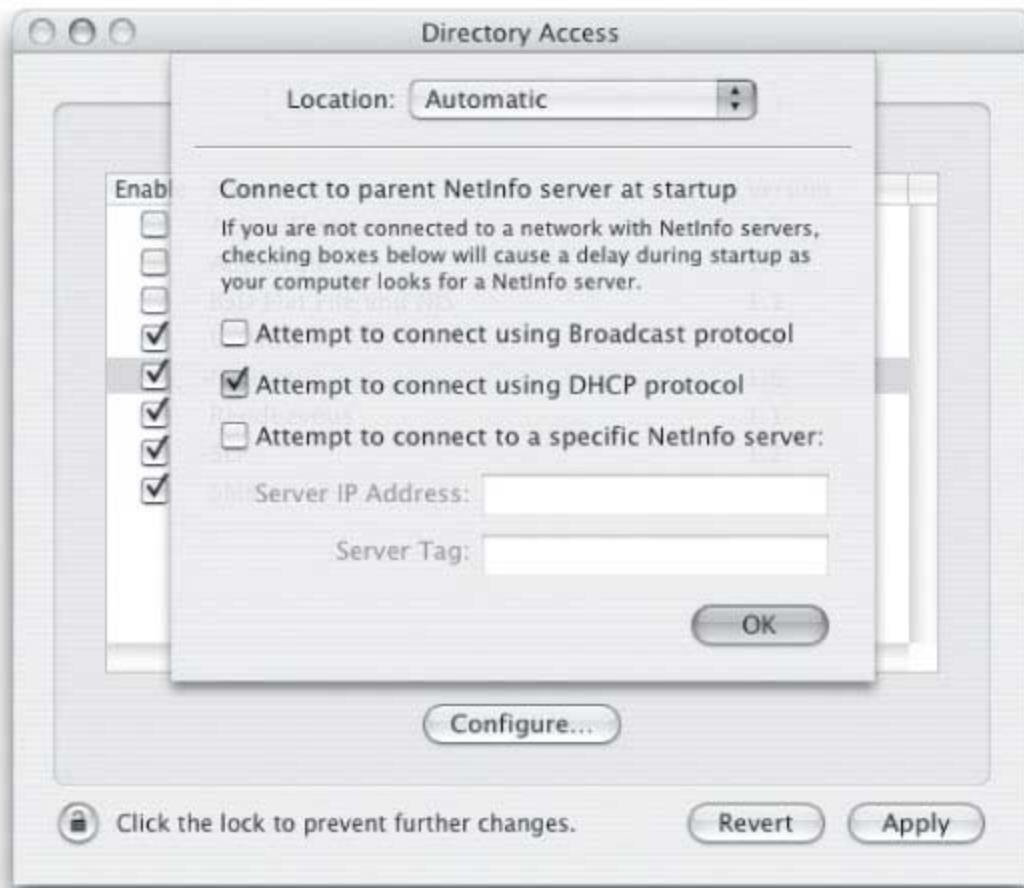 Directory Access
Location: Automatic
Enabl
Connect to parent NetInfo server at startup
If you are not connected to a network with NetInfo servers,
checking boxes below will cause a delay during startup as
your computer looks for a NetInfo server.
Attempt to connect using Broadcast protocol
Attempt to connect using DHCP protocol
Attempt to connect to a specific NetInfo server:
Server IP Address:
Server Tag:
OK
Configure...
Click the lock to prevent further changes.
Revert
Apply